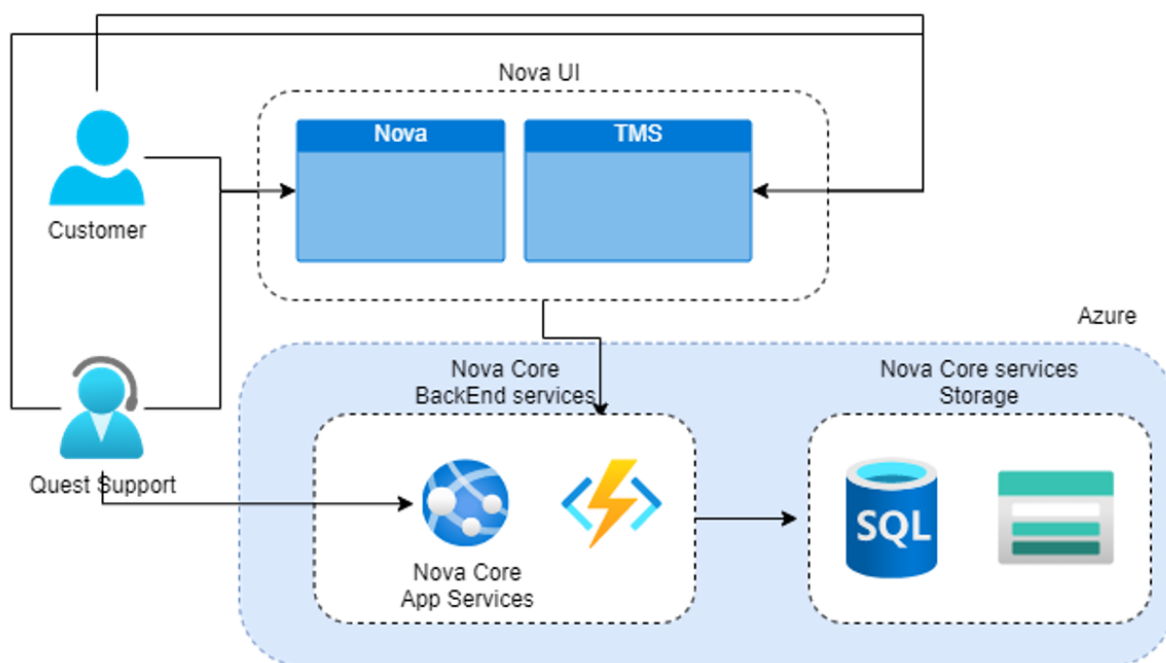 Nova UI
Nova
TMS
Customer
Azure
Nova Core
BackEnd services
Nova Core services
Storage
Quest Support
SQL
Nova Core
App Services